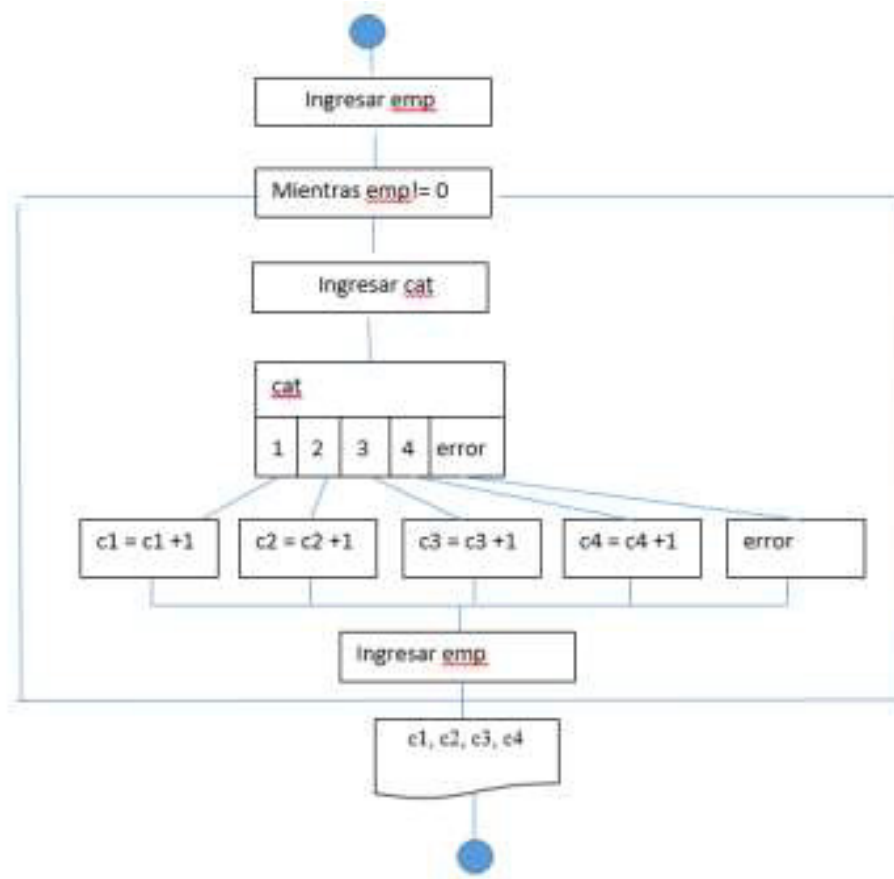 Ingresar emp
Mientras emp!= 0
Ingresar cat
cat
1 2 3 4 error
c1 = c1 +1 c2 = c2 +1 c3 = c3 +1 c4 = c4 +1 error
Ingresar emp
c1, c2, c3, c4